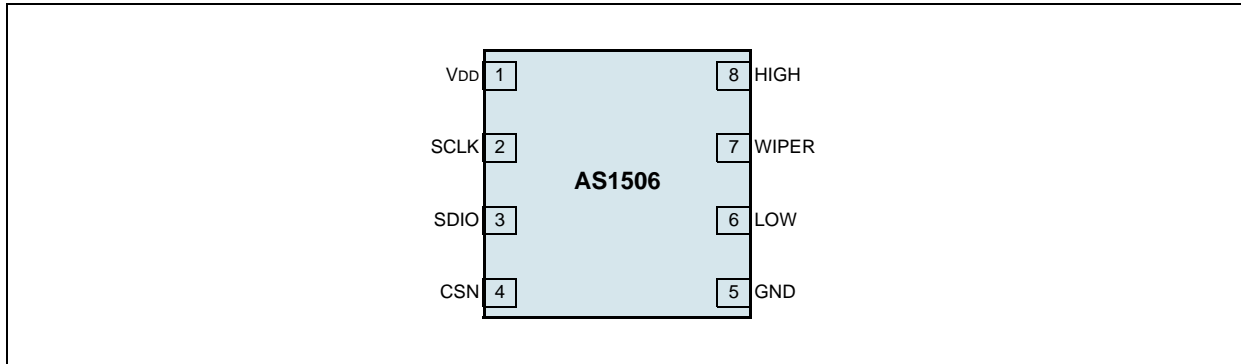 VDD 1 8 HIGH
SCLK 2 7 WIPER
AS1506
SDIO 3 6 LOW
CSN 4 5 GND